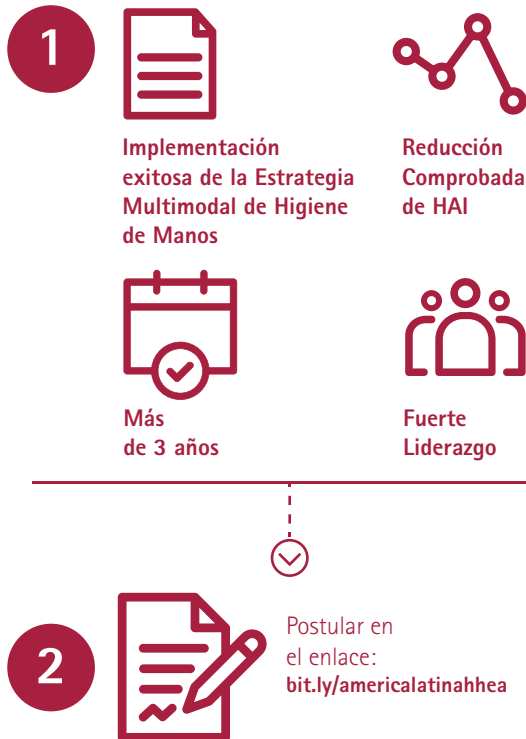 1
Implementación
exitosa de la Estrategia
Multimodal de Higiene
de Manos
Reducción
Comprobada
de HAI
Más
de 3 años
Fuerte
Liderazgo
2
Postular en
el enlace:
bit.ly/americalatinahhea